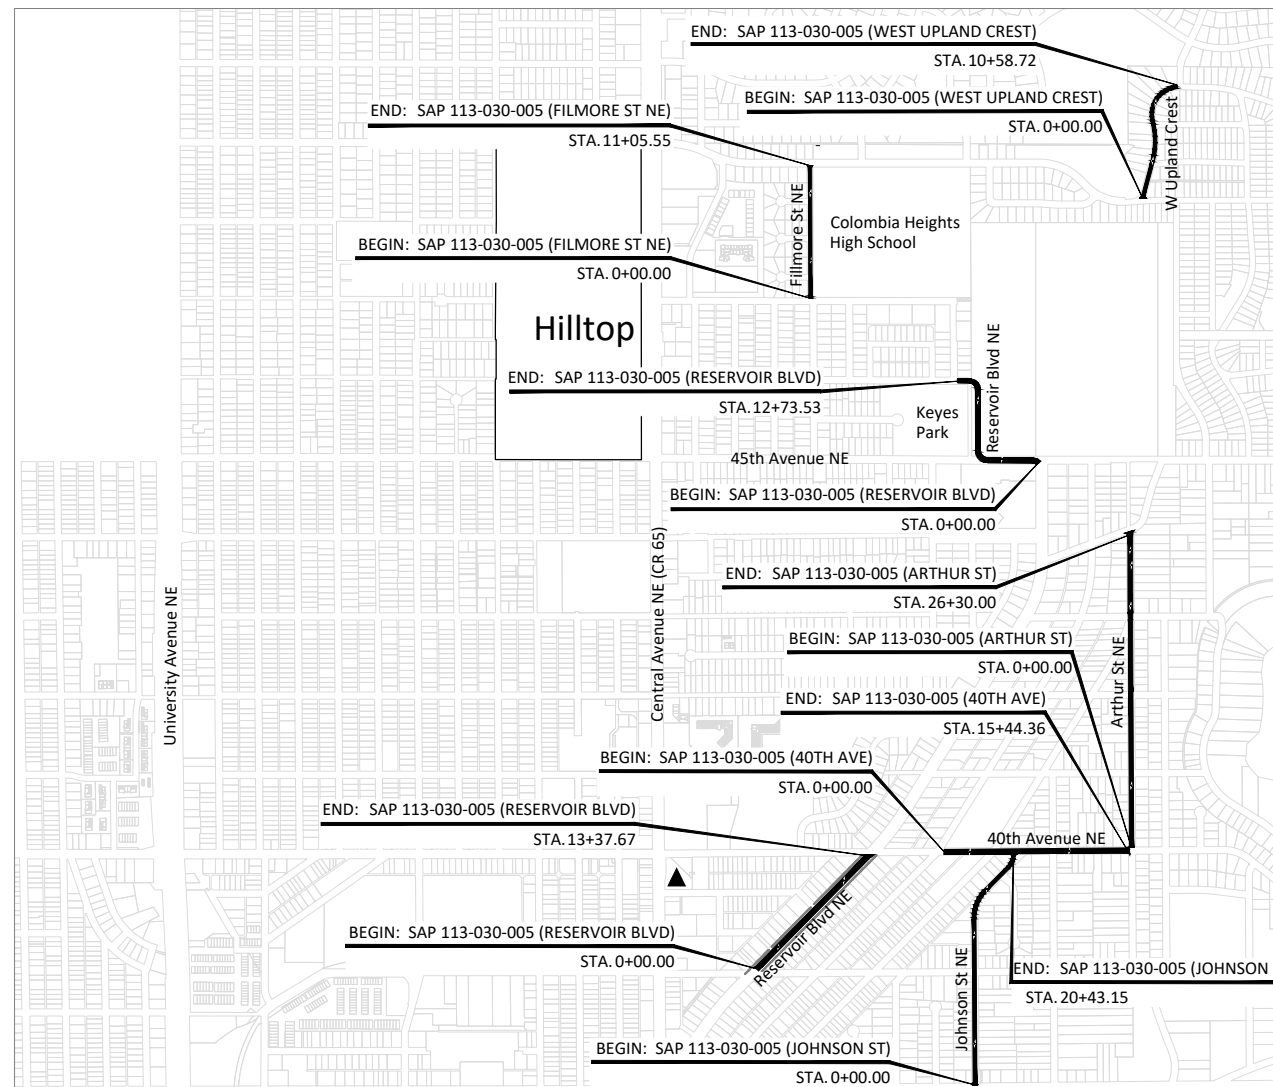 END: SAP 113-030-005 (WEST UPLAND CREST)
STA. 10+58.72
BEGIN: SAP 113-030-005 (WEST UPLAND CREST)
STA. 0+00.00
W Upland Crest
END: SAP 113-030-005 (FILMORE ST NE)
STA. 11+05.55
Fillmore St NE
Colombia Heights
High School
BEGIN: SAP 113-030-005 (FILMORE ST NE)
STA. 0+00.00
Hilltop
END: SAP 113-030-005 (RESERVOIR BLVD)
STA. 12+73.53
Reservoir Blvd NE
Keyes
Park
45th Avenue NE
BEGIN: SAP 113-030-005 (RESERVOIR BLVD)
STA. 0+00.00
University Avenue NE
Central Avenue NE (CR 65)
END: SAP 113-030-005 (ARTHUR ST)
STA. 26+30.00
BEGIN: SAP 113-030-005 (ARTHUR ST)
STA. 0+00.00
Arthur St NE
END: SAP 113-030-005 (40TH AVE)
STA. 15+44.36
BEGIN: SAP 113-030-005 (40TH AVE)
STA. 0+00.00
END: SAP 113-030-005 (RESERVOIR BLVD)
STA. 13+37.67
40th Avenue NE
BEGIN: SAP 113-030-005 (RESERVOIR BLVD)
STA. 0+00.00
Reservoir Blvd NE
END: SAP 113-030-005 (JOHNSON
STA. 20+43.15
Johnson St NE
BEGIN: SAP 113-030-005 (JOHNSON ST)
STA. 0+00.00